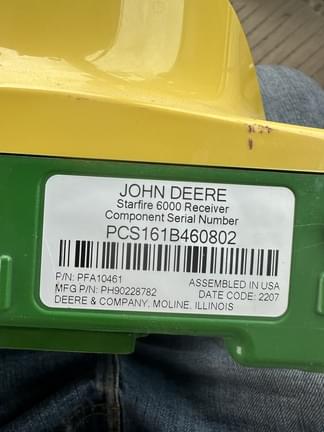 JOHN DEERE
Starfire 6000 Receiver
Component Serial Number
PCS161B460802
P/N: PFA10461
ASSEMBLED IN USA
MFG P/N: PH90228782
DATE CODE: 2207
DEERE & COMPANY, MOLINE, ILLINOIS